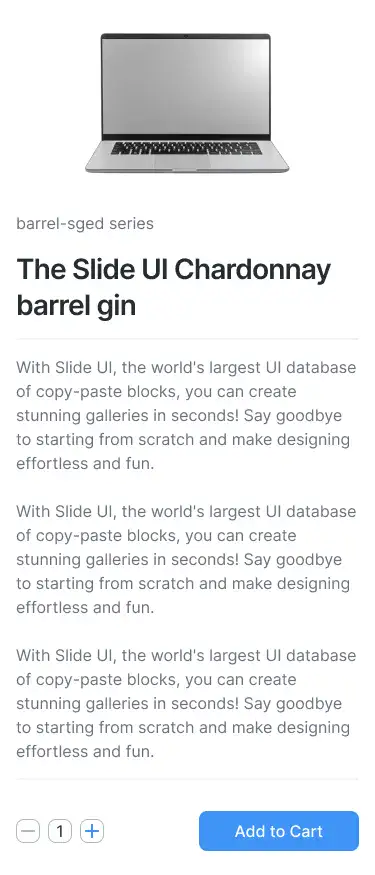 barrel-sged series
The Slide UI Chardonnay
barrel gin
With Slide UI, the world's largest UI database
of copy-paste blocks, you can create
stunning galleries in seconds! Say goodbye
to starting from scratch and make designing
effortless and fun.
With Slide UI, the world's largest UI database
of copy-paste blocks, you can create
stunning galleries in seconds! Say goodbye
to starting from scratch and make designing
effortless and fun.
With Slide UI, the world's largest UI database
of copy-paste blocks, you can create
stunning galleries in seconds! Say goodbye
to starting from scratch and make designing
effortless and fun.
− 1 + Add to Cart